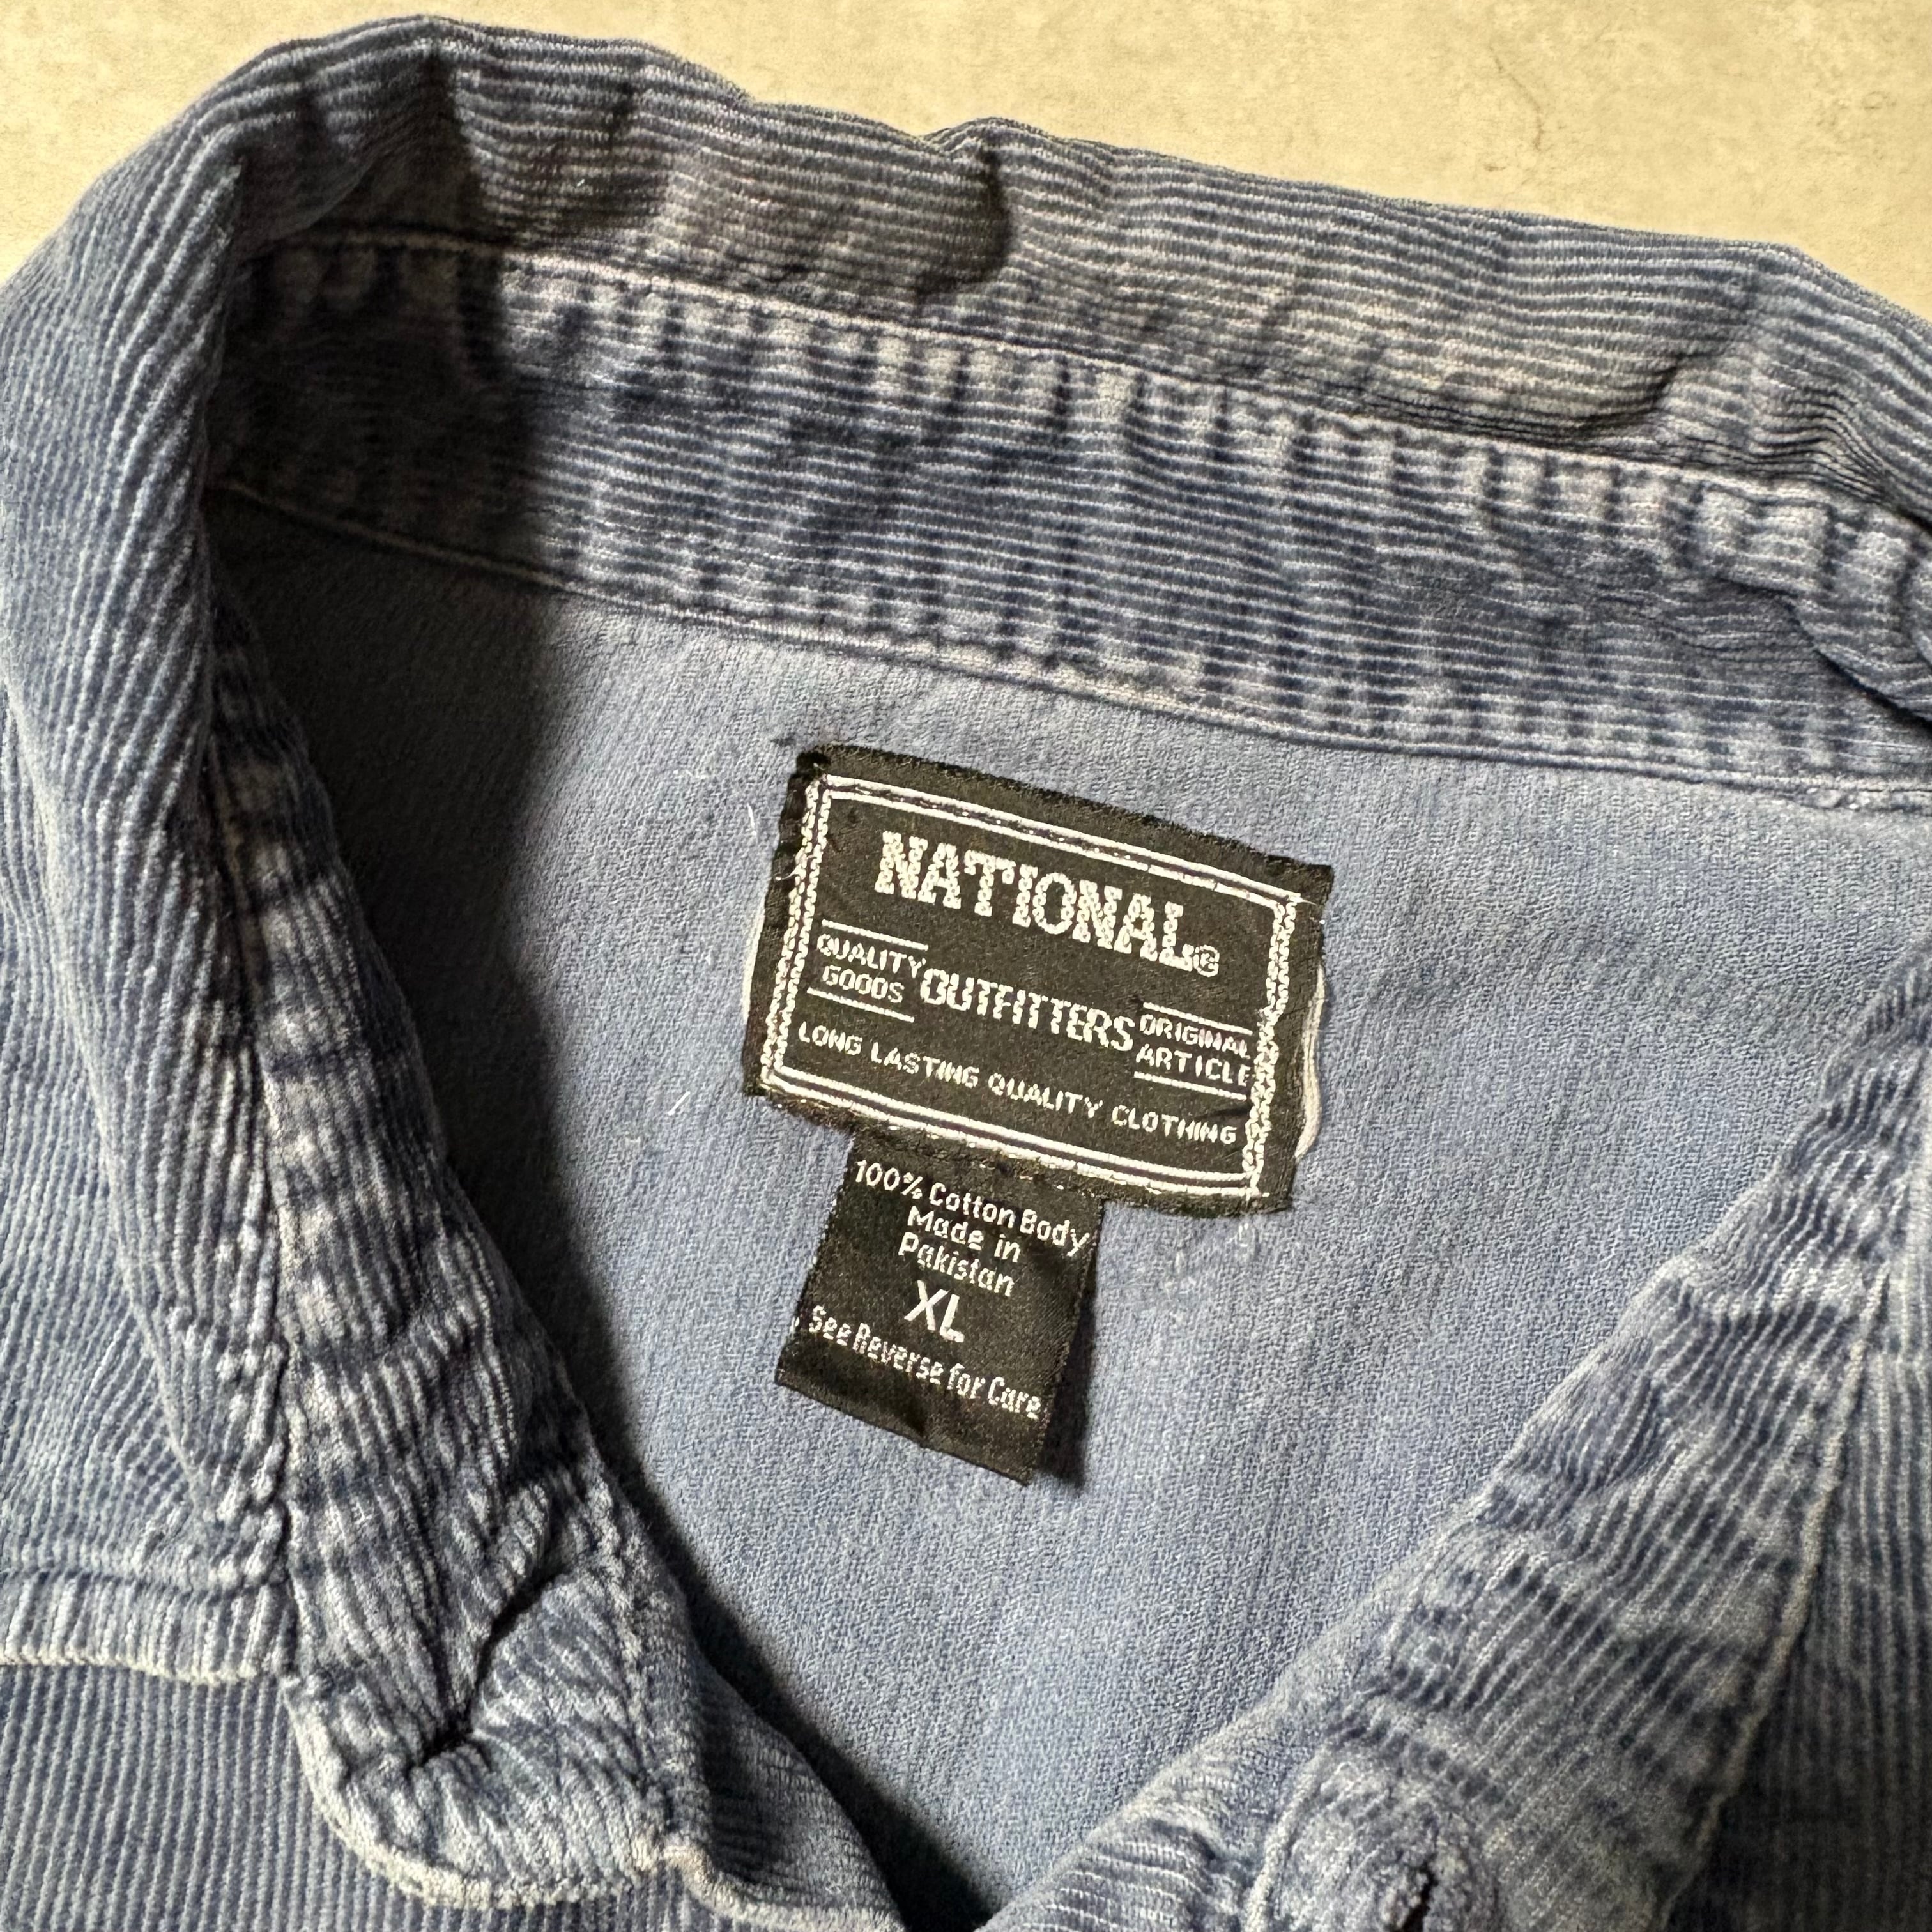 NATIONAL®
QUALITY
GOODS
OUTFITTERS
ORIGINAL
ARTICLE
LONG LASTING QUALITY CLOTHING
100% Cotton Body
Made in
Pakistan
XL
See Reverse for Care